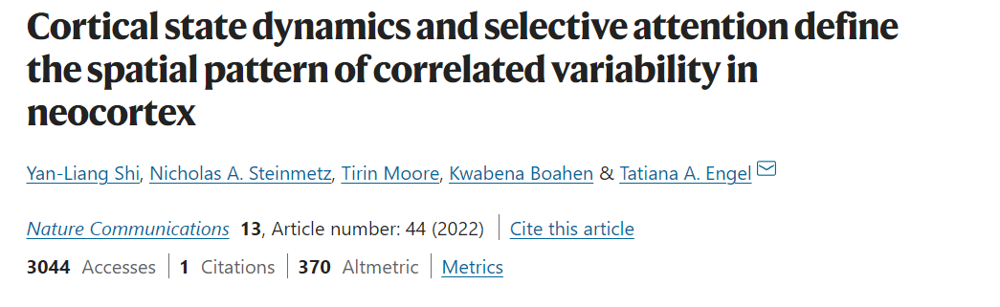 Cortical state dynamics and selective attention define
the spatial pattern of correlated variability in
neocortex
Yan-Liang Shi, Nicholas A. Steinmetz, Tirin Moore, Kwabena Boahen & Tatiana A. Engel
Nature Communications 13, Article number: 44 (2022) Cite this article
3044 Accesses 1 Citations 370 Altmetric Metrics